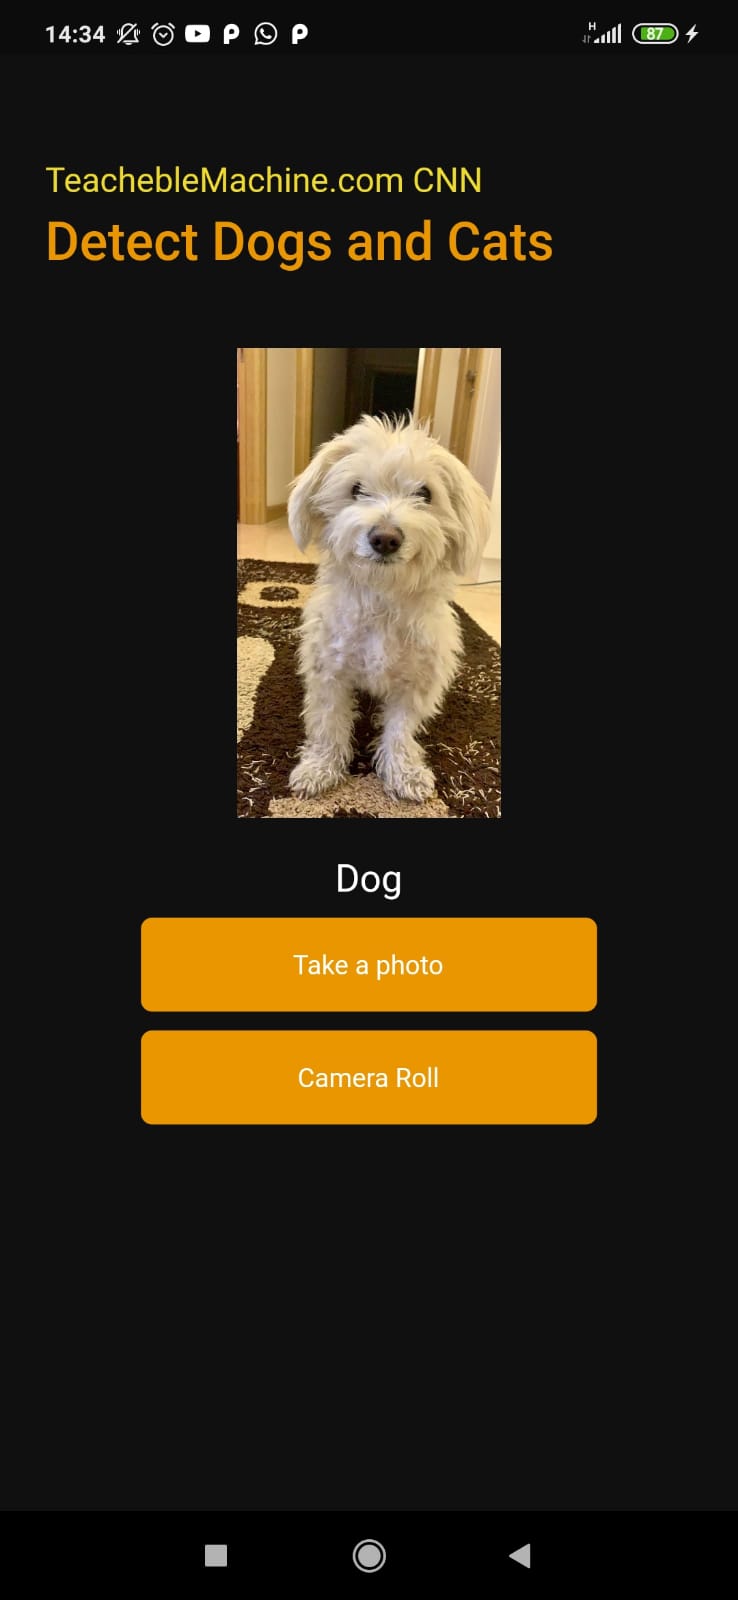 14:34
H
87
TeachebleMachine.com CNN
Detect Dogs and Cats
Dog
Take a photo
Camera Roll